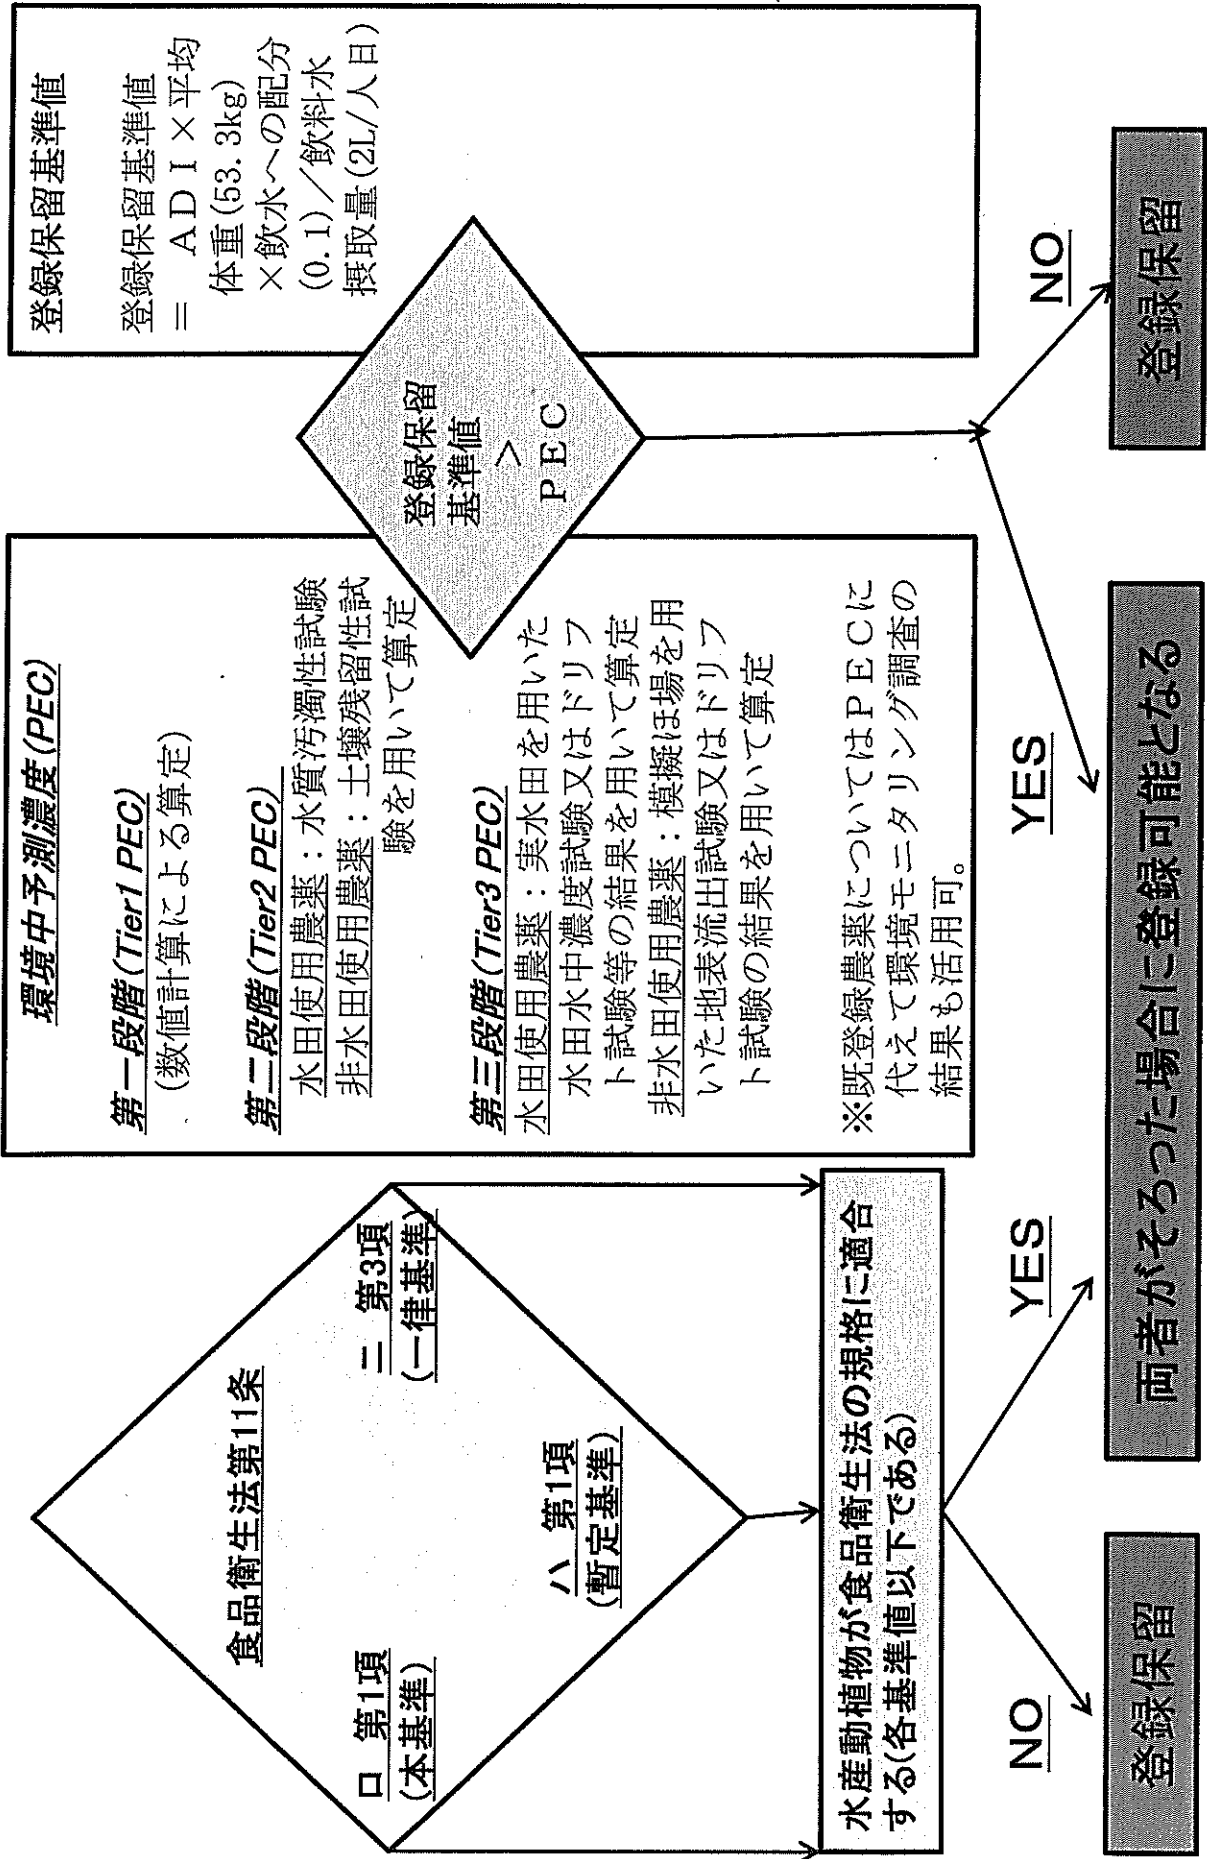 食品衛生法第11条
ロ 第1項
(本基準)
ニ 第3項
(一律基準)
ハ 第1項
(暫定基準)
水産動植物が食品衛生法の規格に適合
する(各基準値以下である)
NO
YES
登録保留
環境中予測濃度(PEC)
第一段階(Tier1 PEC)
(数値計算による算定)
第二段階(Tier2 PEC)
水田使用農薬：水質汚濁性試験
非水田使用農薬：土壌残留性試
験を用いて算定
第三段階(Tier3 PEC)
水田使用農薬：実水田を用いた
水田水中濃度試験又はドリフ
ト試験等の結果を用いて算定
非水田使用農薬：模擬ほ場を用
いた地表流出試験又はドリフ
ト試験の結果を用いて算定
※既登録農薬についてはＰＥＣに
代えて環境モニタリング調査の
結果も活用可。
登録保留
基準値
＞
ＰＥＣ
登録保留基準値
登録保留基準値
＝ ＡＤＩ×平均
体重(53.3kg)
×飲水への配分
(0.1)／飲料水
摂取量(2L/人日)
YES
NO
両者がそろった場合に登録可能となる
登録保留